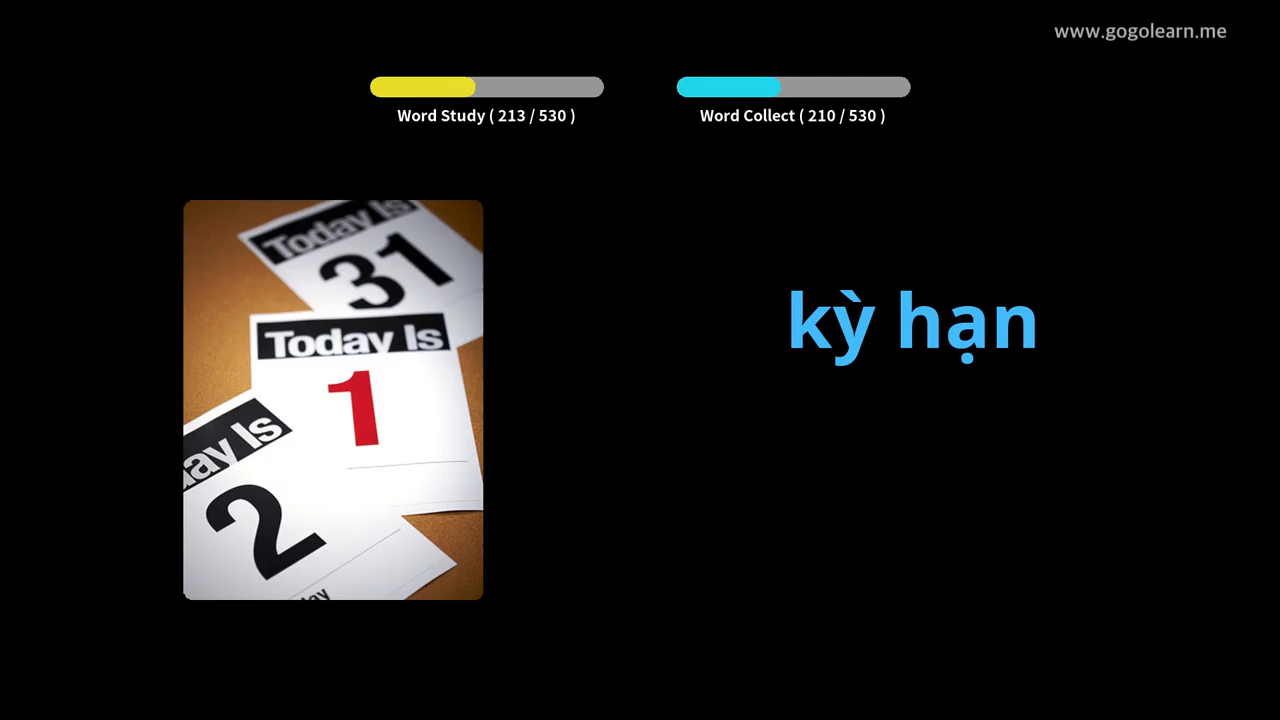 www.gogolearn.me
Word Study ( 213 / 530 )
Word Collect ( 210 / 530 )
Today Is
31
Today Is
1
ay Is
2
kỳ hạn